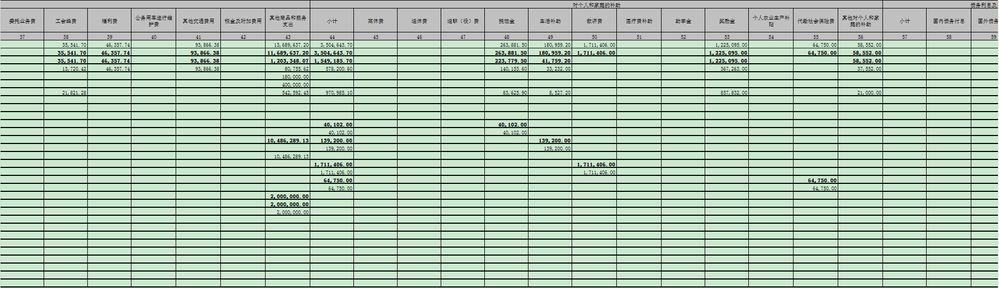 对个人和家庭的补助 债务利息及
委托业务费 工会经费 福利费 公务用车运行维护费 其他交通费用 税金及附加费用 其他商品和服务支出 小计 离休费 退休费 退职（役）费 抚恤金 生活补助 救济费 医疗费补助 助学金 奖励金 个人农业生产补贴 代缴社会保险费 其他对个人和家庭的补助 小计 国内债务付息 国外债务
37 38 39 40 41 42 43 44 45 46 47 48 49 50 51 52 53 54 55 56 57 58 59
35,541.70 46,357.74 93,866.38 13,689,637.20 3,504,643.70 263,881.50 180,959.20 1,711,406.00 1,225,095.00 64,750.00 58,552.00
35,541.70 46,357.74 93,866.38 11,689,637.20 3,504,643.70 263,881.50 180,959.20 1,711,406.00 1,225,095.00 64,750.00 58,552.00
35,541.70 46,357.74 93,866.38 1,203,348.07 1,549,185.70 223,779.50 41,759.20 1,225,095.00 58,552.00
13,720.42 46,357.74 93,866.38 80,755.62 578,200.60 140,153.60 33,232.00 367,263.00 37,552.00
180,000.00
400,000.00
21,821.28 542,592.45 970,985.10 83,625.90 8,527.20 857,832.00 21,000.00
40,102.00 40,102.00
40,102.00 40,102.00
10,486,289.13 139,200.00 139,200.00
139,200.00 139,200.00
10,486,289.13
1,711,406.00 1,711,406.00
1,711,406.00 1,711,406.00
64,750.00 64,750.00
64,750.00 64,750.00
2,000,000.00
2,000,000.00
2,000,000.00